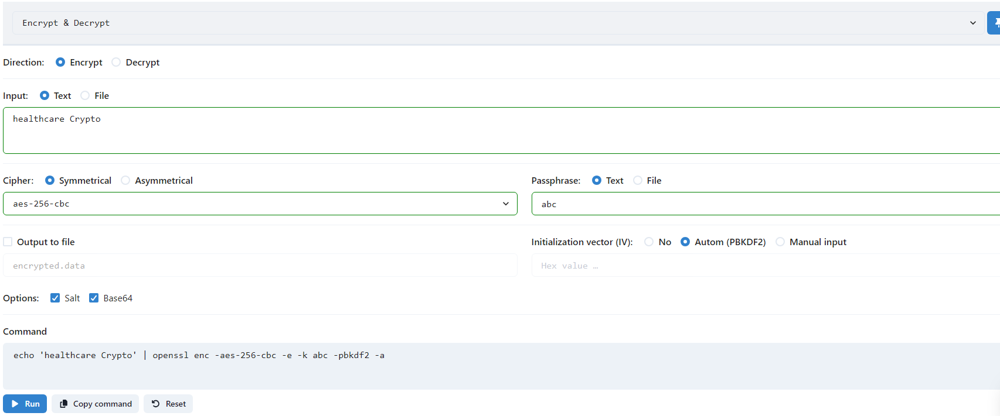 Encrypt & Decrypt
Direction: Encrypt Decrypt
Input: Text File
healthcare Crypto
Cipher: Symmetrical Asymmetrical Passphrase: Text File
aes-256-cbc abc
Output to file Initialization vector (IV): No Autom (PBKDF2) Manual input
encrypted.data Hex value …
Options: Salt Base64
Command
echo 'healthcare Crypto' | openssl enc -aes-256-cbc -e -k abc -pbkdf2 -a
Run Copy command Reset